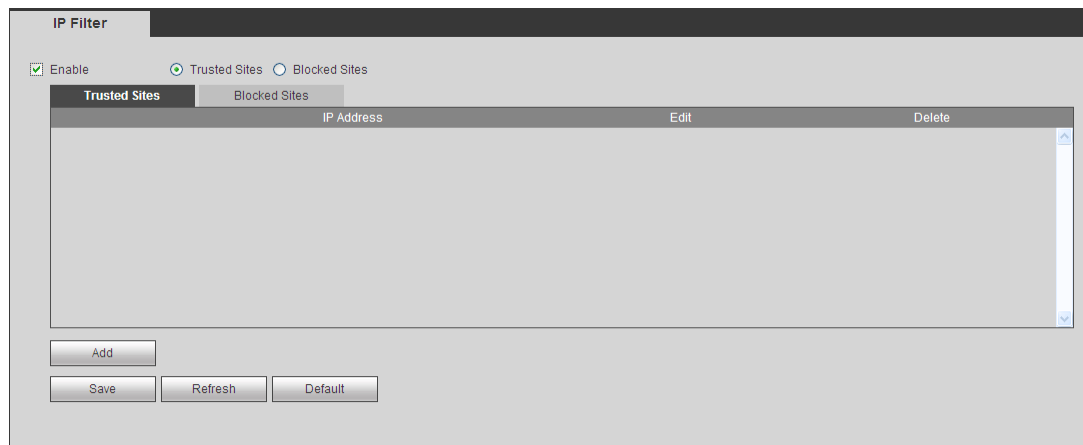 IP Filter
Enable Trusted Sites Blocked Sites
Trusted Sites Blocked Sites
IP Address Edit Delete
Add
Save Refresh Default